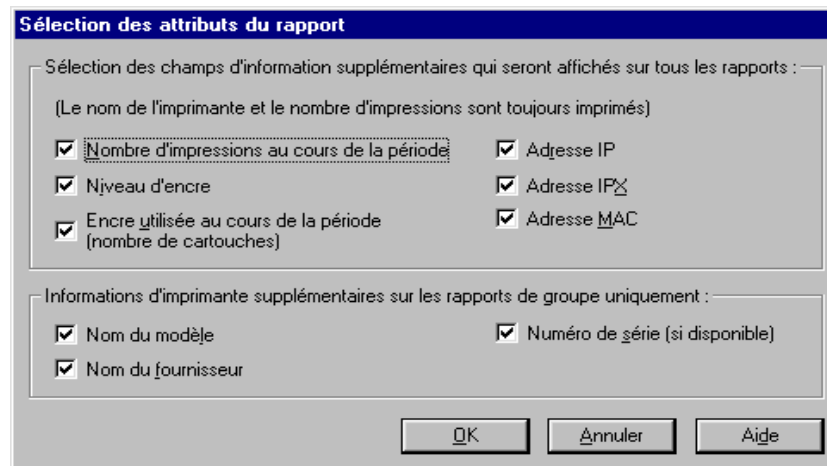 Sélection des attributs du rapport
Sélection des champs d'information supplémentaires qui seront affichés sur tous les rapports :
(Le nom de l'imprimante et le nombre d'impressions sont toujours imprimés)
Nombre d'impressions au cours de la période
Adresse IP
Niveau d'encre
Adresse IPX
Encre utilisée au cours de la période
(nombre de cartouches)
Adresse MAC
Informations d'imprimante supplémentaires sur les rapports de groupe uniquement :
Nom du modèle
Numéro de série (si disponible)
Nom du fournisseur
OK
Annuler
Aide